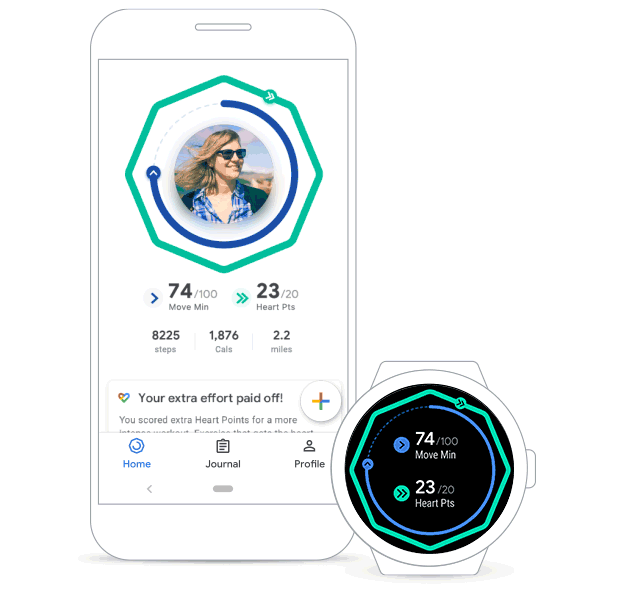 74/100
Move Min
23/20
Heart Pts
8225
steps
1,876
Cals
2.2
miles
Your extra effort paid off!
You scored extra Heart Points for a more
Home
Journal
Profile
74/100
Move Min
23/20
Heart Pts